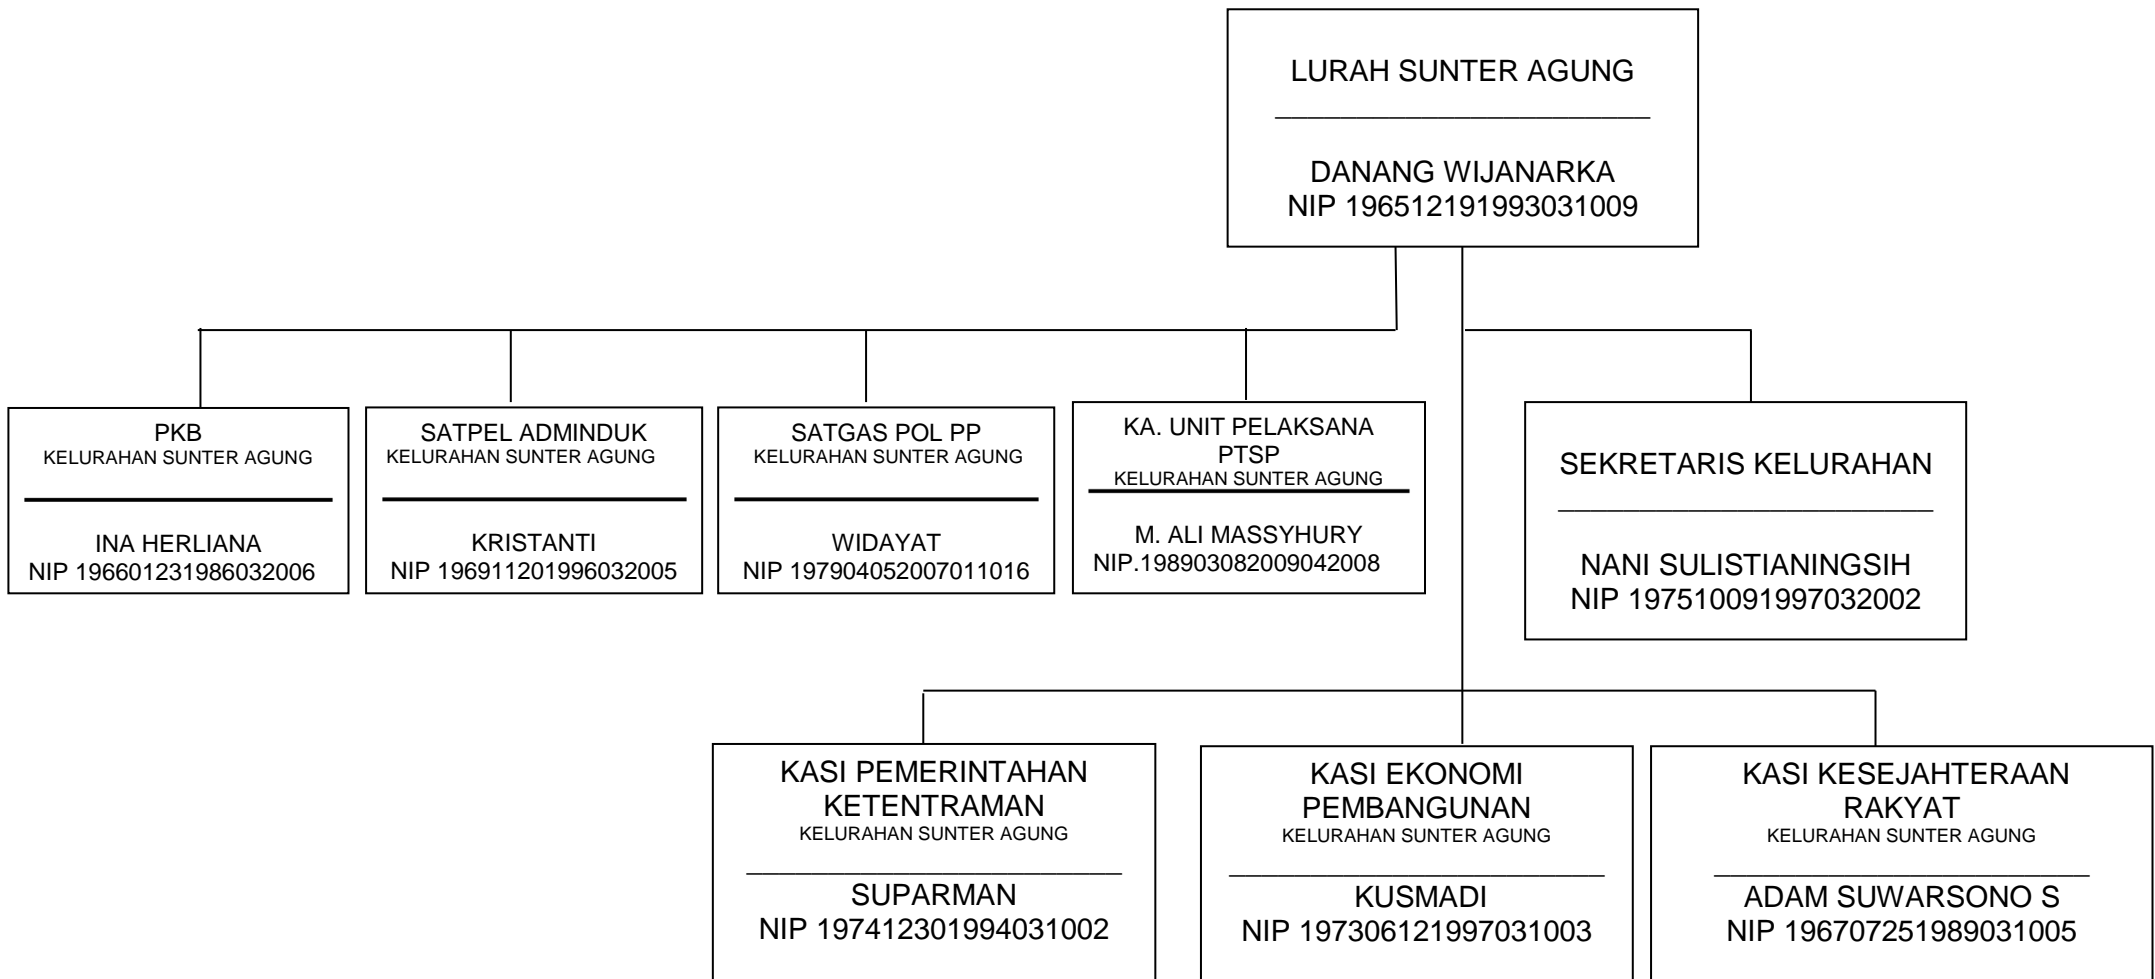 LURAH SUNTER AGUNG
DANANG WIJANARKA
NIP 196512191993031009
PKB
KELURAHAN SUNTER AGUNG
INA HERLIANA
NIP 196601231986032006
SATPEL ADMINDUK
KELURAHAN SUNTER AGUNG
KRISTANTI
NIP 196911201996032005
SATGAS POL PP
KELURAHAN SUNTER AGUNG
WIDAYAT
NIP 197904052007011016
KA. UNIT PELAKSANA
PTSP
KELURAHAN SUNTER AGUNG
M. ALI MASSYHURY
NIP.198903082009042008
SEKRETARIS KELURAHAN
NANI SULISTIANINGSIH
NIP 197510091997032002
KASI PEMERINTAHAN
KETENTRAMAN
KELURAHAN SUNTER AGUNG
SUPARMAN
NIP 197412301994031002
KASI EKONOMI
PEMBANGUNAN
KELURAHAN SUNTER AGUNG
KUSMADI
NIP 197306121997031003
KASI KESEJAHTERAAN
RAKYAT
KELURAHAN SUNTER AGUNG
ADAM SUWARSONO S
NIP 196707251989031005